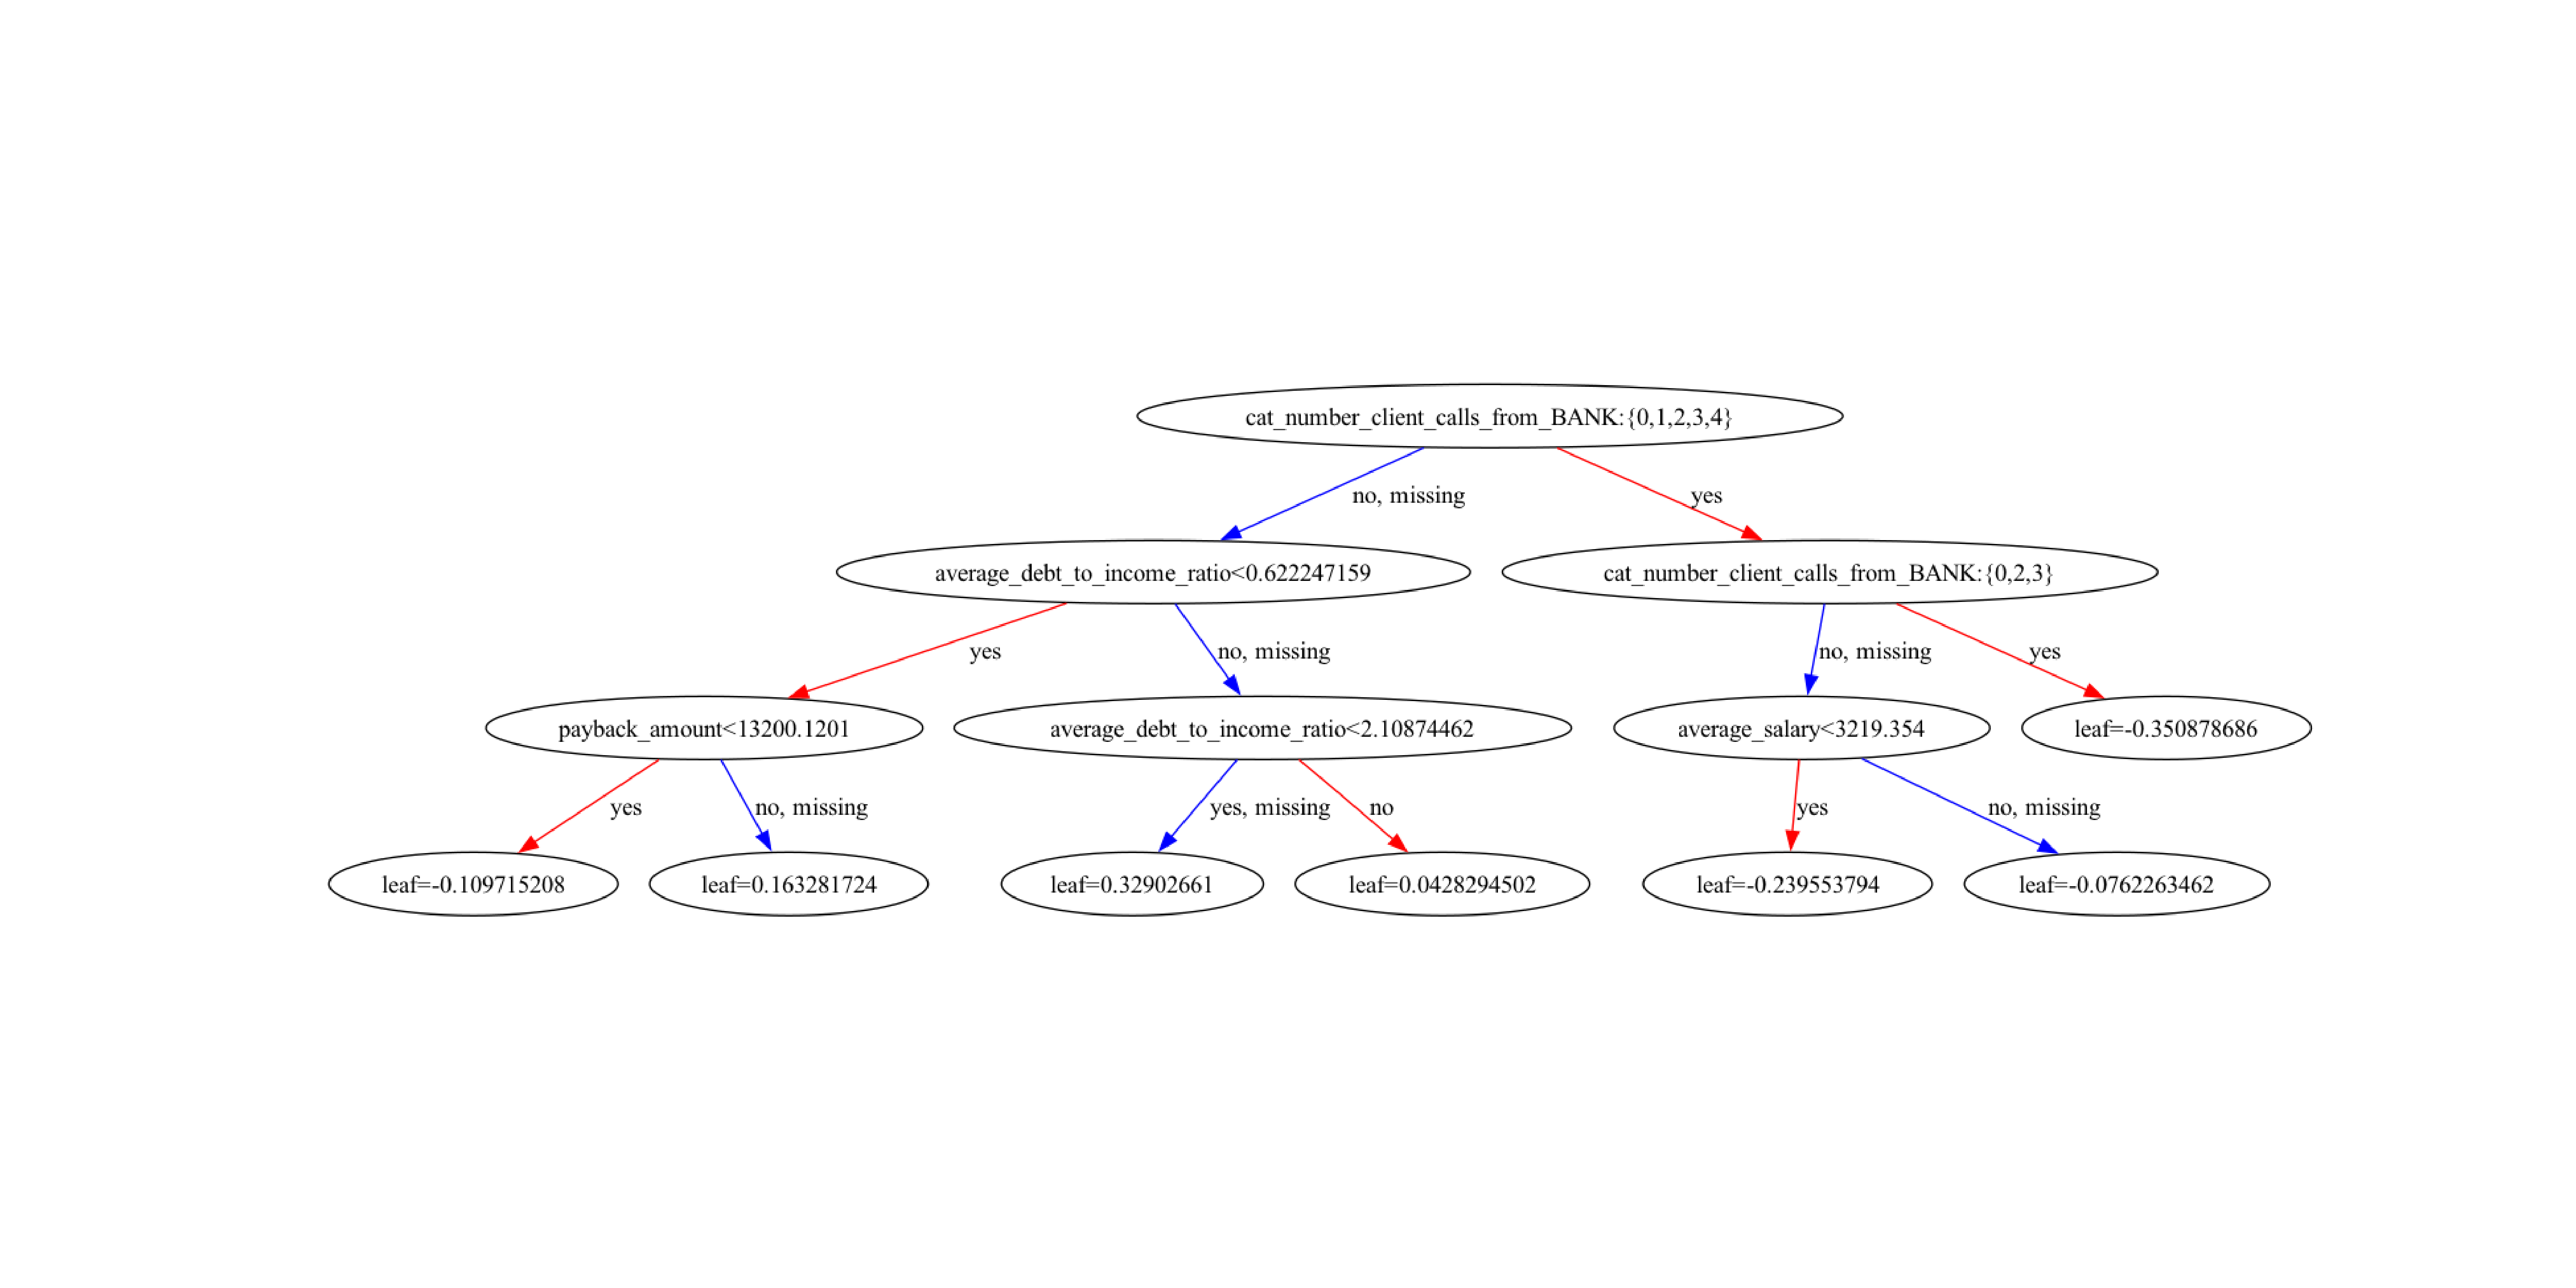 cat_number_client_calls_from_BANK:{0,1,2,3,4}
no, missing
yes
average_debt_to_income_ratio<0.622247159
cat_number_client_calls_from_BANK:{0,2,3}
yes
no, missing
no, missing
yes
payback_amount<13200.1201
average_debt_to_income_ratio<2.10874462
average_salary<3219.354
leaf=-0.350878686
yes
no, missing
yes, missing
no
yes
no, missing
leaf=-0.109715208
leaf=0.163281724
leaf=0.32902661
leaf=0.0428294502
leaf=-0.239553794
leaf=-0.0762263462